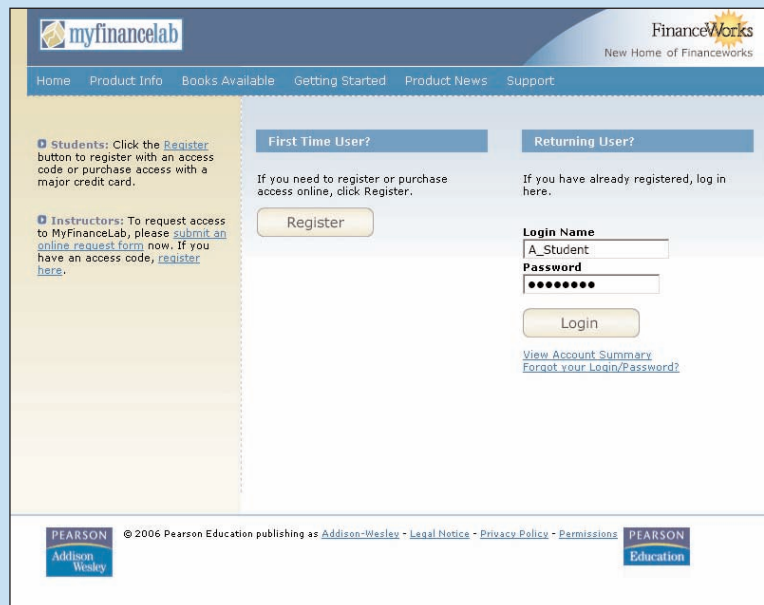 myfinancelab
FinanceWorks
New Home of Financeworks
Home Product Info Books Available Getting Started Product News Support
Students: Click the Register
button to register with an access
code or purchase access with a
major credit card.
Instructors: To request access
to MyFinanceLab, please submit an
online request form now. If you
have an access code, register
here.
First Time User?
If you need to register or purchase
access online, click Register.
Register
Returning User?
If you have already registered, log in
here.
Login Name
A_Student
Password
●●●●●●●●
Login
View Account Summary
Forgot your Login/Password?
PEARSON
Addison
Wesley
© 2006 Pearson Education publishing as Addison-Wesley - Legal Notice - Privacy Policy - Permissions
PEARSON
Education